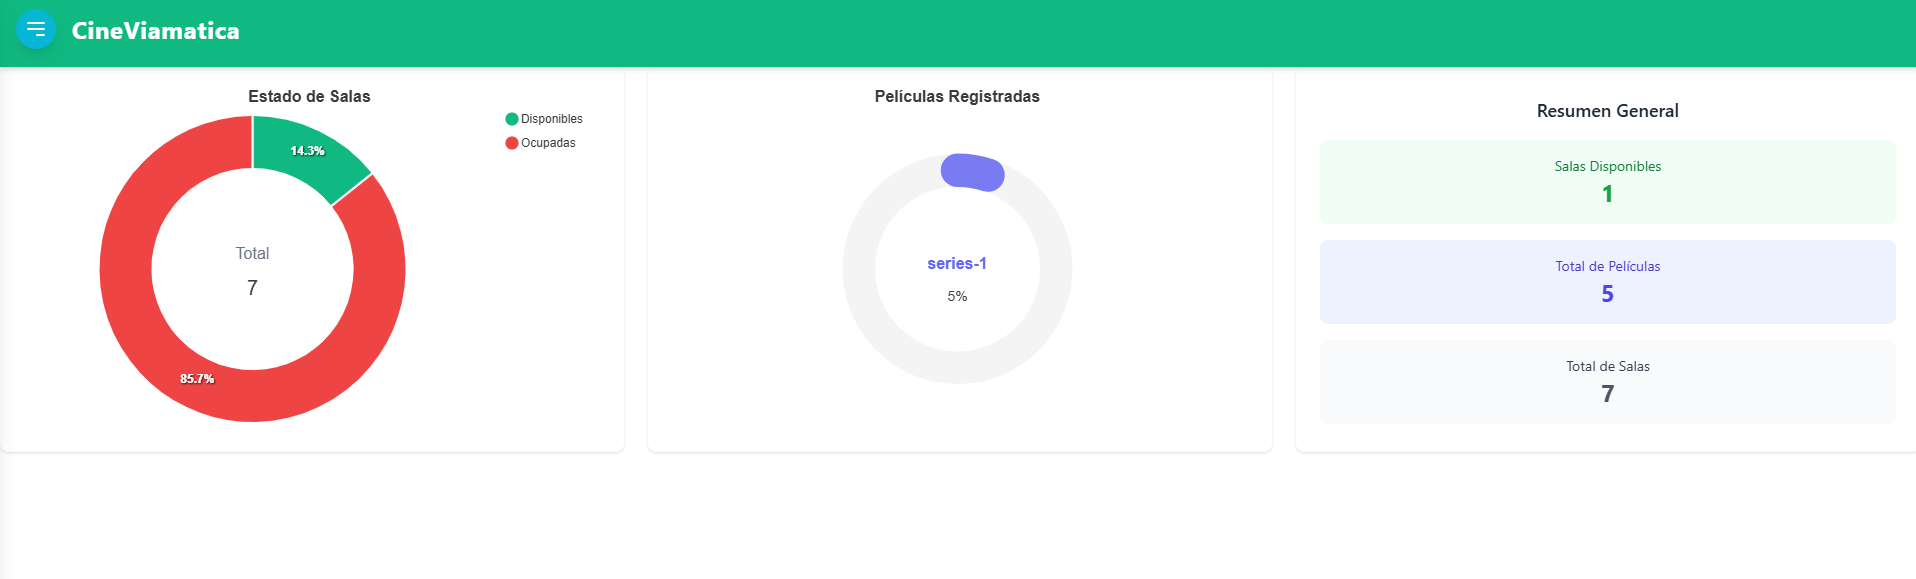 CineViamatica
Estado de Salas
Disponibles
Ocupadas
14.3%
85.7%
Total
7
Películas Registradas
series-1
5%
Resumen General
Salas Disponibles
1
Total de Películas
5
Total de Salas
7